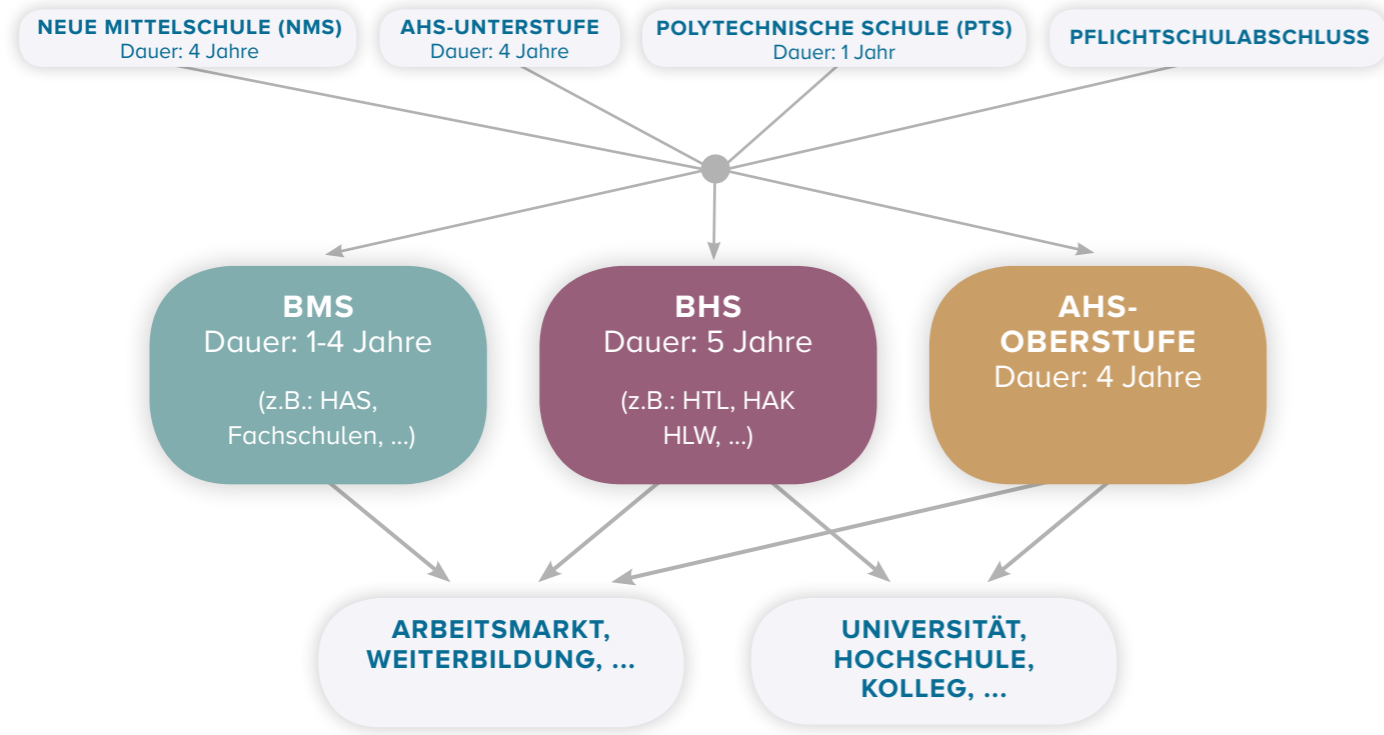 NEUE MITTELSCHULE (NMS)
Dauer: 4 Jahre
AHS-UNTERSTUFE
Dauer: 4 Jahre
POLYTECHNISCHE SCHULE (PTS)
Dauer: 1 Jahr
PFLICHTSCHULABSCHLUSS
BMS
Dauer: 1-4 Jahre
(z.B.: HAS,
Fachschulen, ...)
BHS
Dauer: 5 Jahre
(z.B.: HTL, HAK
HLW, ...)
AHS-
OBERSTUFE
Dauer: 4 Jahre
ARBEITSMARKT,
WEITERBILDUNG, ...
UNIVERSITÄT,
HOCHSCHULE,
KOLLEG, ...